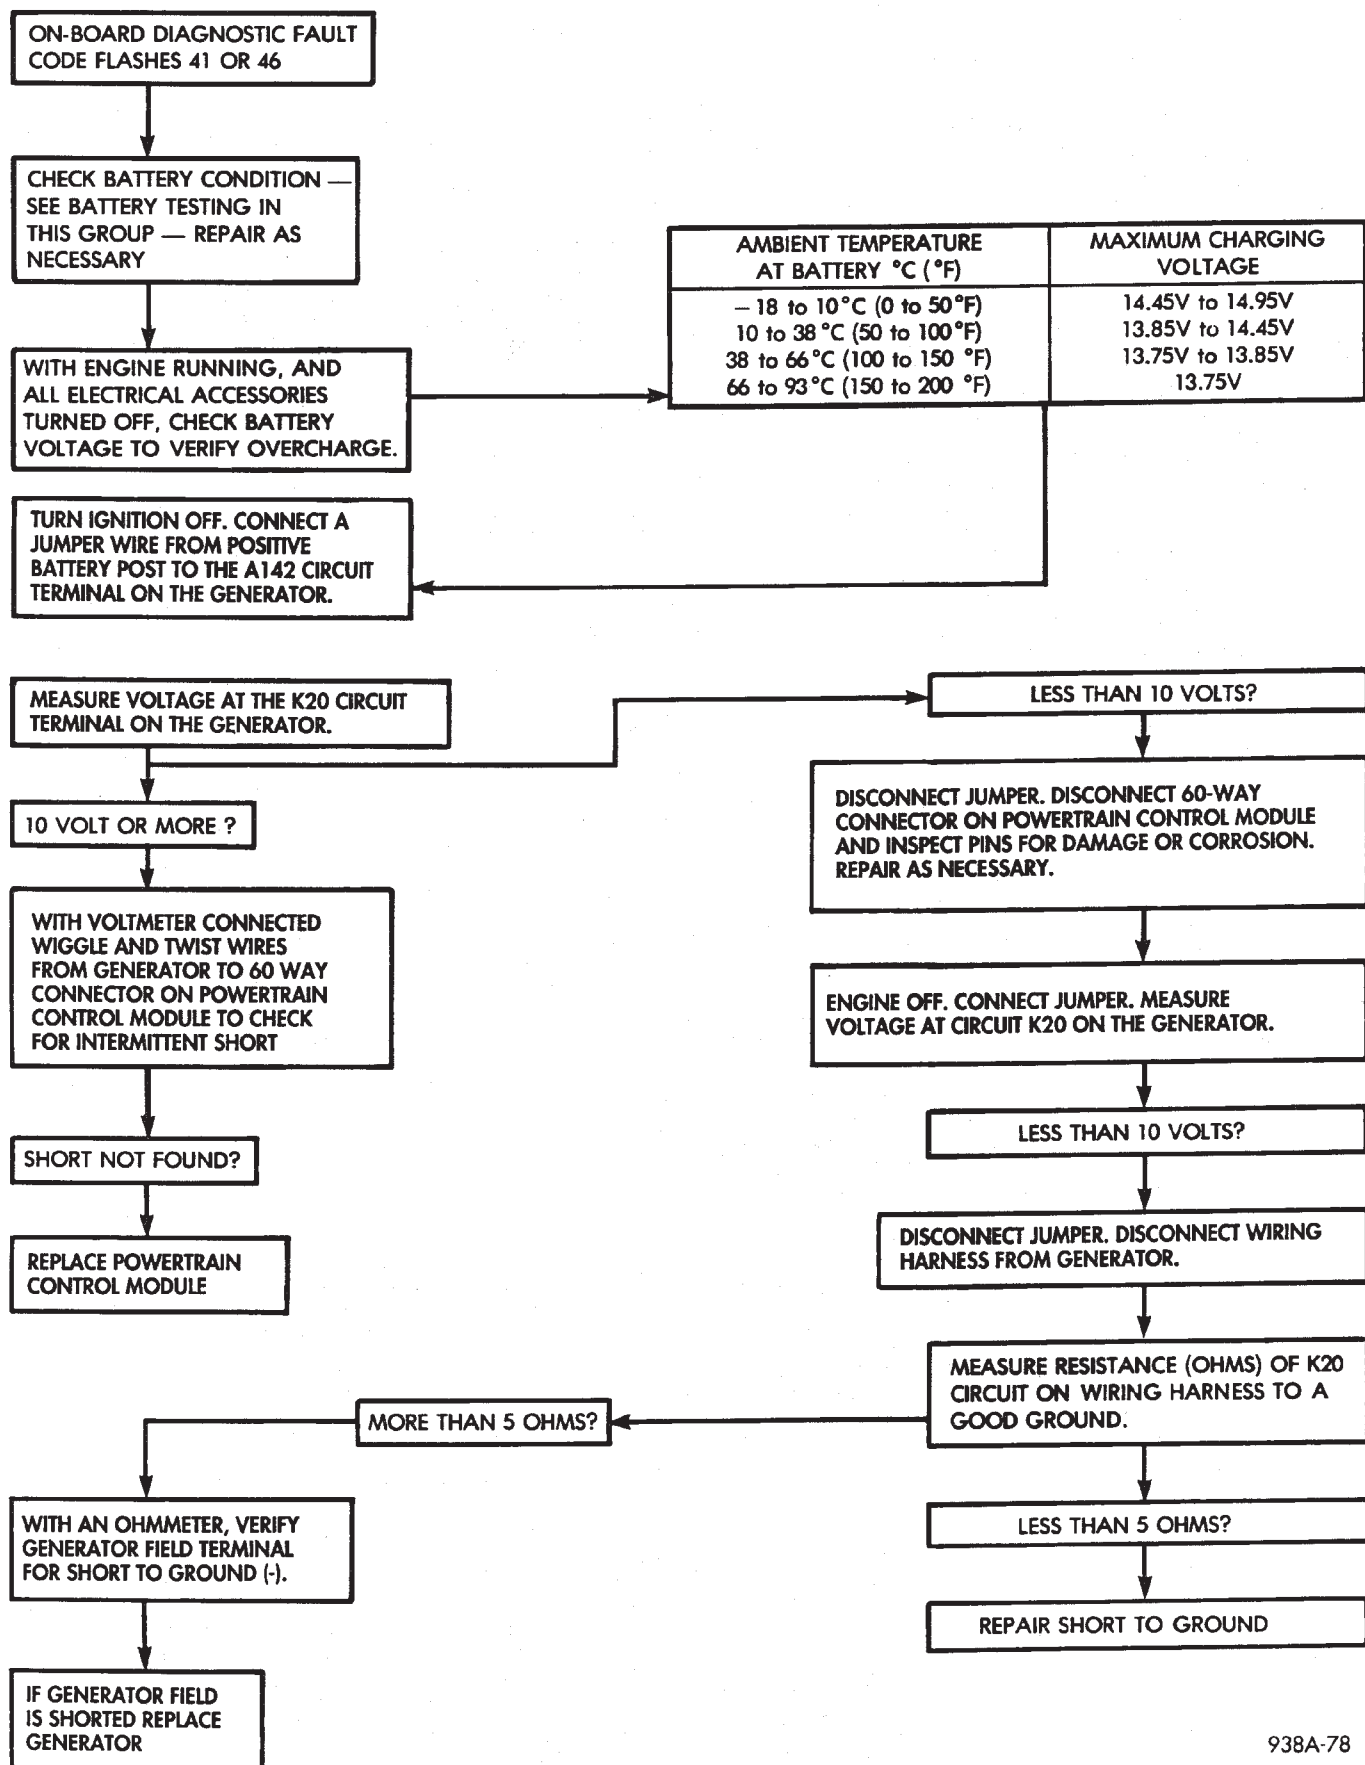 ON-BOARD DIAGNOSTIC FAULT
CODE FLASHES 41 OR 46
CHECK BATTERY CONDITION —
SEE BATTERY TESTING IN
THIS GROUP — REPAIR AS
NECESSARY
WITH ENGINE RUNNING, AND
ALL ELECTRICAL ACCESSORIES
TURNED OFF, CHECK BATTERY
VOLTAGE TO VERIFY OVERCHARGE.
AMBIENT TEMPERATURE
AT BATTERY °C (°F)
MAXIMUM CHARGING
VOLTAGE
– 18 to 10°C (0 to 50°F) 14.45V to 14.95V
10 to 38°C (50 to 100°F) 13.85V to 14.45V
38 to 66°C (100 to 150 °F) 13.75V to 13.85V
66 to 93°C (150 to 200 °F) 13.75V
TURN IGNITION OFF. CONNECT A
JUMPER WIRE FROM POSITIVE
BATTERY POST TO THE A142 CIRCUIT
TERMINAL ON THE GENERATOR.
MEASURE VOLTAGE AT THE K20 CIRCUIT
TERMINAL ON THE GENERATOR.
10 VOLT OR MORE ?
WITH VOLTMETER CONNECTED
WIGGLE AND TWIST WIRES
FROM GENERATOR TO 60 WAY
CONNECTOR ON POWERTRAIN
CONTROL MODULE TO CHECK
FOR INTERMITTENT SHORT
SHORT NOT FOUND?
REPLACE POWERTRAIN
CONTROL MODULE
LESS THAN 10 VOLTS?
DISCONNECT JUMPER. DISCONNECT 60-WAY
CONNECTOR ON POWERTRAIN CONTROL MODULE
AND INSPECT PINS FOR DAMAGE OR CORROSION.
REPAIR AS NECESSARY.
ENGINE OFF. CONNECT JUMPER. MEASURE
VOLTAGE AT CIRCUIT K20 ON THE GENERATOR.
LESS THAN 10 VOLTS?
DISCONNECT JUMPER. DISCONNECT WIRING
HARNESS FROM GENERATOR.
MEASURE RESISTANCE (OHMS) OF K20
CIRCUIT ON WIRING HARNESS TO A
GOOD GROUND.
MORE THAN 5 OHMS?
WITH AN OHMMETER, VERIFY
GENERATOR FIELD TERMINAL
FOR SHORT TO GROUND (-).
IF GENERATOR FIELD
IS SHORTED REPLACE
GENERATOR
LESS THAN 5 OHMS?
REPAIR SHORT TO GROUND
938A-78